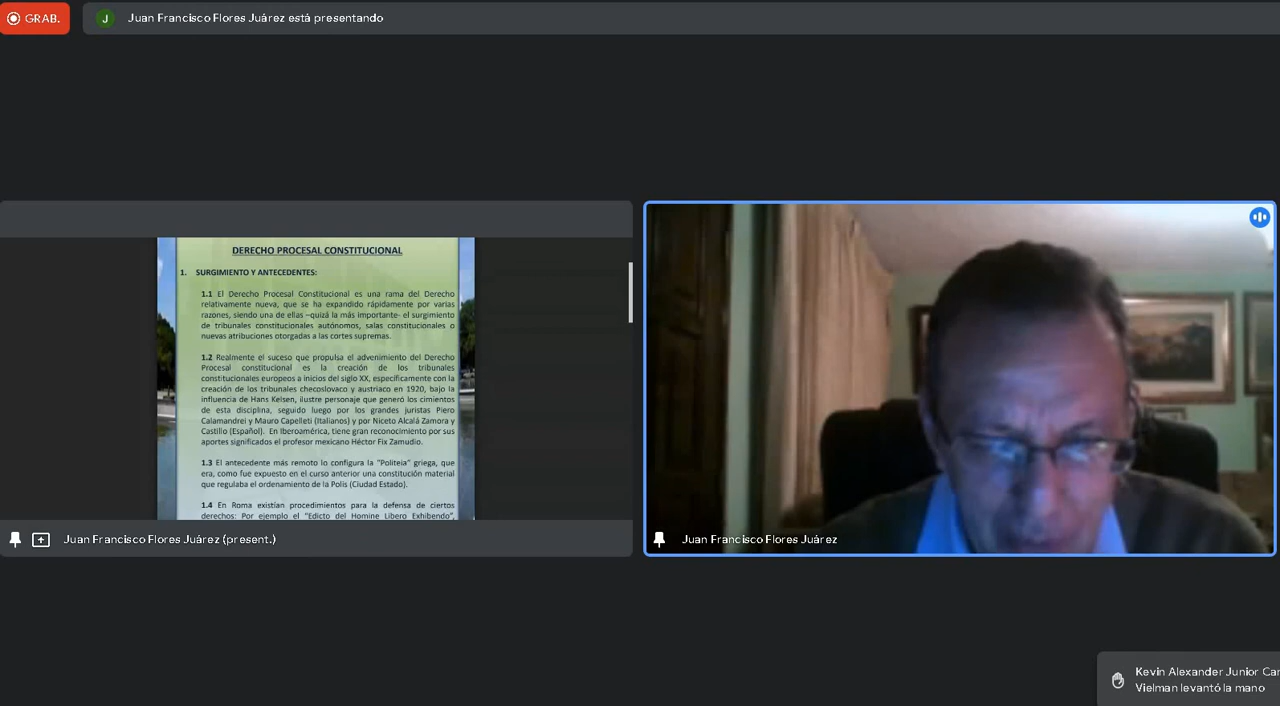 GRAB.
J
Juan Francisco Flores Juárez está presentando
DERECHO PROCESAL CONSTITUCIONAL
1. SURGIMIENTO Y ANTECEDENTES:
1.1 El Derecho Procesal Constitucional es una rama del Derecho
relativamente nueva, que se ha expandido rápidamente por varias
razones, siendo una de ellas –quizá la más importante- el surgimiento
de tribunales constitucionales autónomos, salas constitucionales o
nuevas atribuciones otorgadas a las cortes supremas.
1.2 Realmente el suceso que propulsa el advenimiento del Derecho
Procesal constitucional es la creación de los tribunales
constitucionales europeos a inicios del siglo XX, específicamente con la
creación de los tribunales checoslovaco y austriaco en 1920, bajo la
influencia de Hans Kelsen, ilustre personaje que generó los cimientos
de esta disciplina, seguido luego por los grandes juristas Piero
Calamandrei y Mauro Capelleti (Italianos) y por Niceto Alcalá Zamora y
Castillo (Español). En Iberoamérica, tiene gran reconocimiento por sus
aportes significados el profesor mexicano Héctor Fix Zamudio.
1.3 El antecedente más remoto lo configura la "Politeia" griega, que
era, como fue expuesto en el curso anterior una constitución material
que regulaba el ordenamiento de la Polis (Ciudad Estado).
1.4 En Roma existían procedimientos para la defensa de ciertos
derechos: Por ejemplo el "Edicto del Homine Libero Exhibendo",
Juan Francisco Flores Juárez (present.)
Juan Francisco Flores Juárez
Kevin Alexander Junior Car
Vielman levantó la mano